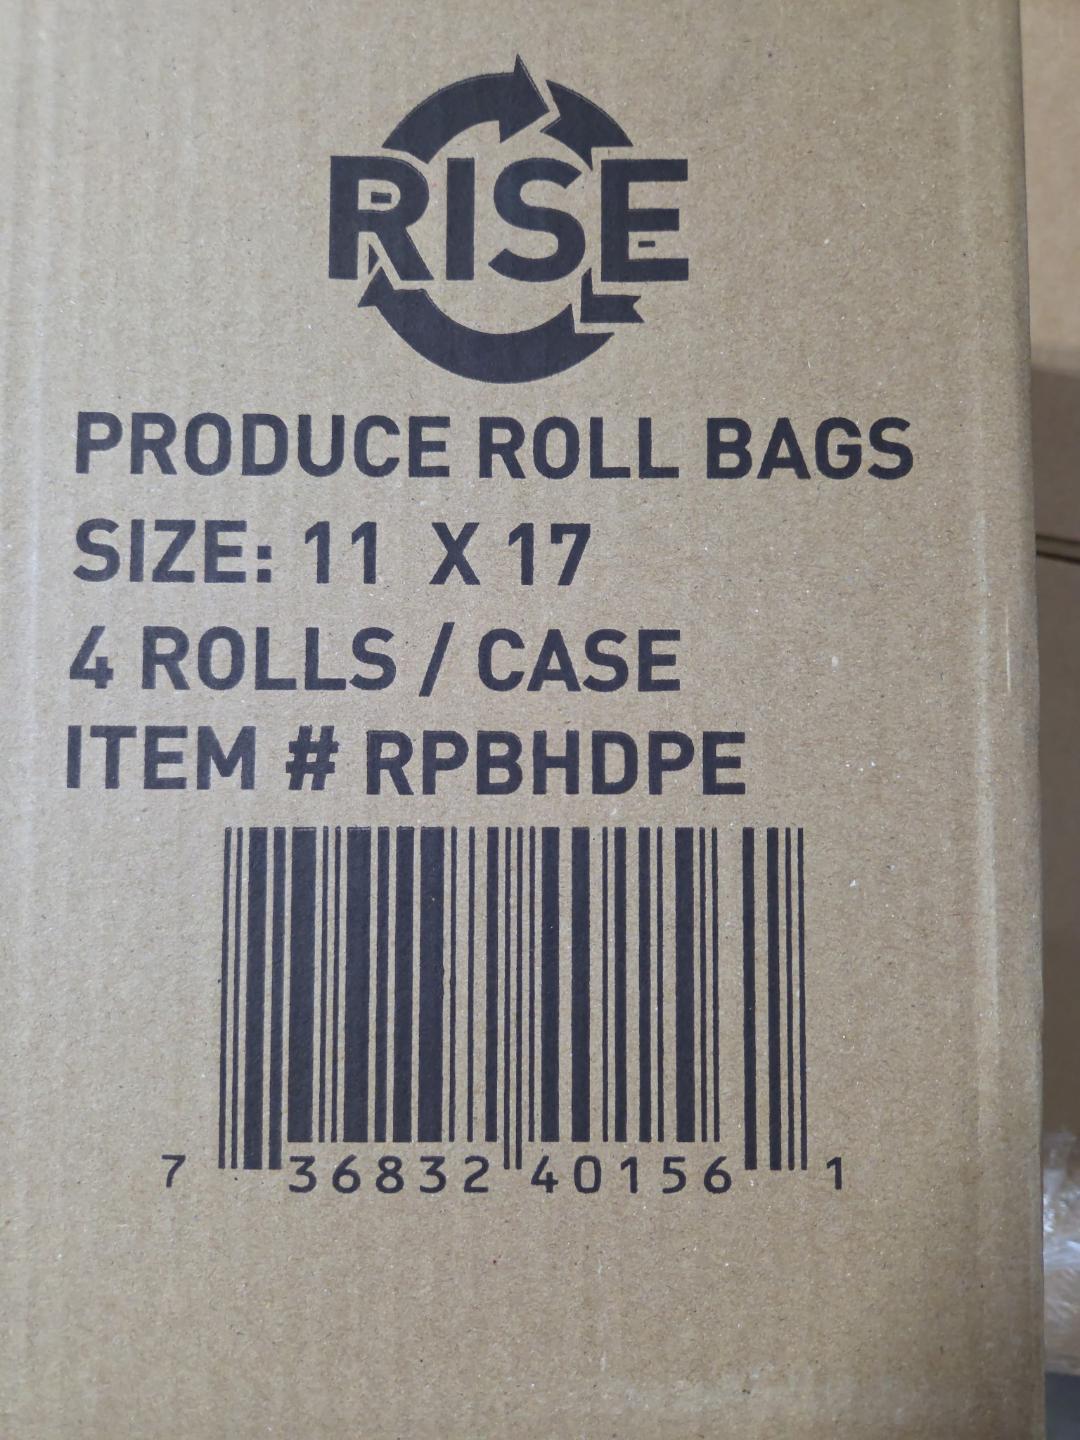 RISE
PRODUCE ROLL BAGS
SIZE: 11 X 17
4 ROLLS / CASE
ITEM # RPBHDPE
7 36832 40156 1